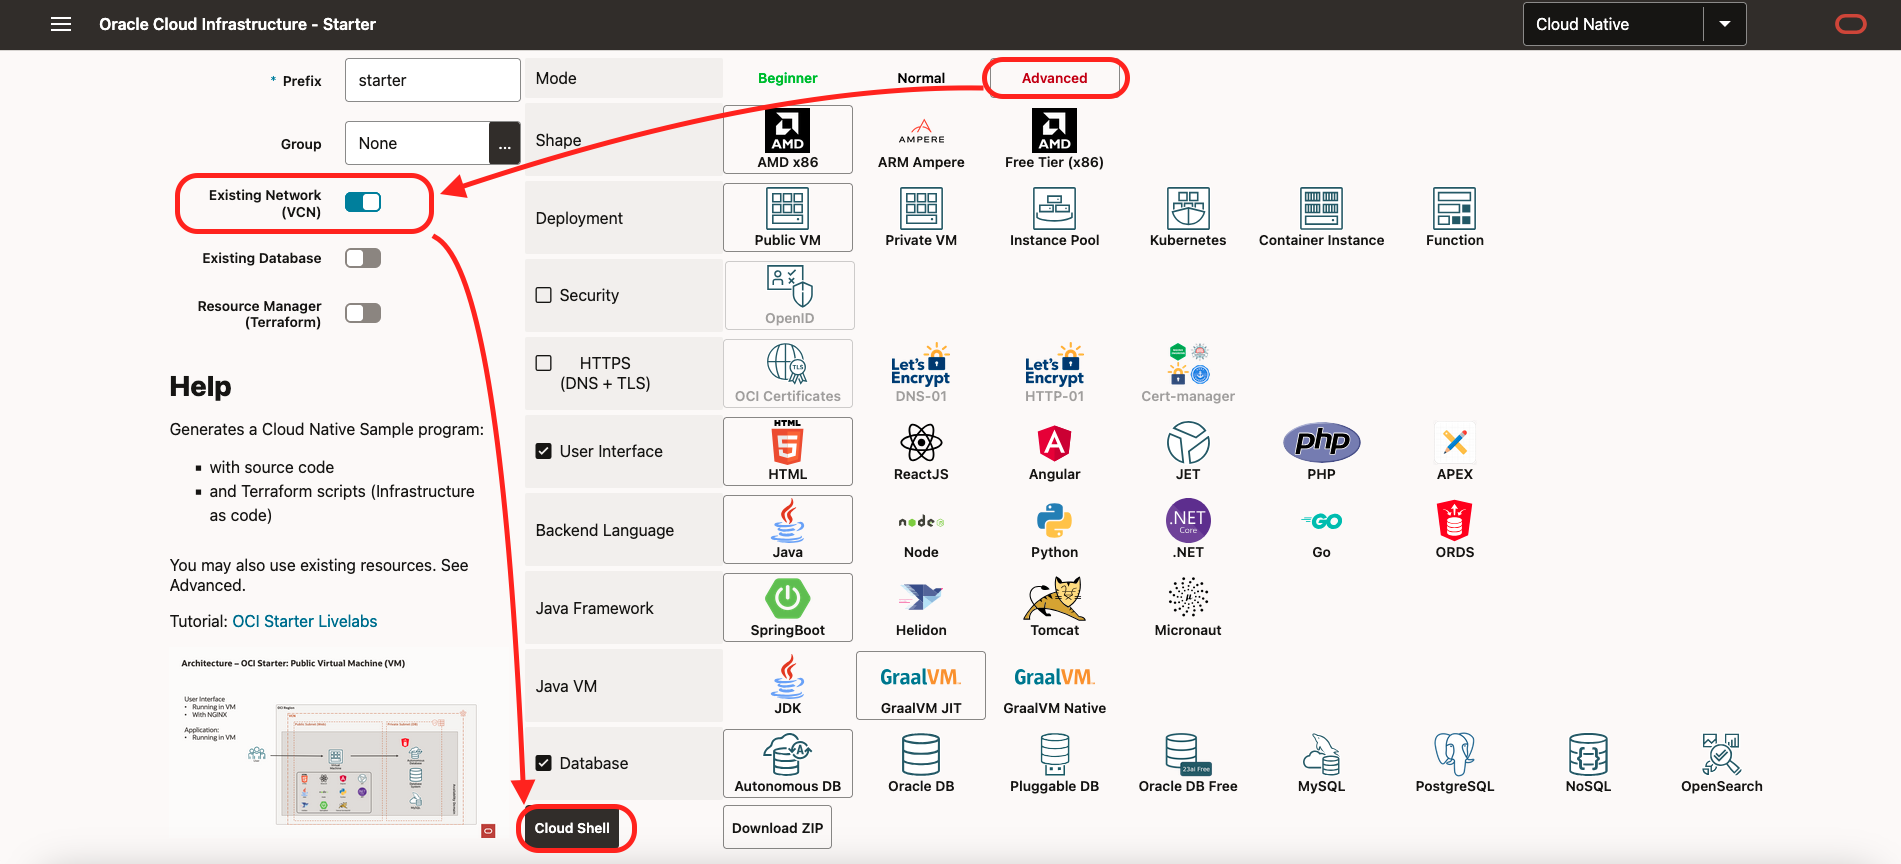 Oracle Cloud Infrastructure - Starter
Cloud Native
* Prefix
starter
Group
None
...
Existing Network
(VCN)
Existing Database
Resource Manager
(Terraform)
Help
Generates a Cloud Native Sample program:
with source code
and Terraform scripts (Infrastructure
as code)
You may also use existing resources. See
Advanced.
Tutorial: OCI Starter Livelabs
Architecture – OCI Starter: Public Virtual Machine (VM)
User Interface
• Running in VM
• With NGINX
Application:
• Running in VM
Mode
Beginner
Normal
Advanced
Shape
AMD
AMD x86
AMPERE
ARM Ampere
AMD
Free Tier (x86)
Deployment
Public VM
Private VM
Instance Pool
Kubernetes
Container Instance
Function
Security
OpenID
HTTPS
(DNS + TLS)
TLS
OCI Certificates
Let's
Encrypt
DNS-01
Let's
Encrypt
HTTP-01
Cert-manager
User Interface
HTML
5
HTML
ReactJS
Angular
JET
php
PHP
APEX
Backend Language
Java
node
Node
Python
.NET
Core
.NET
GO
Go
ORDS
Java Framework
SpringBoot
Helidon
Tomcat
μ
Micronaut
Java VM
JDK
GraalVM
GraalVM JIT
GraalVM
GraalVM Native
Database
A
Autonomous DB
Oracle DB
Pluggable DB
23ai Free
Oracle DB Free
MySQL
PostgreSQL
NoSQL
OpenSearch
Cloud Shell
Download ZIP